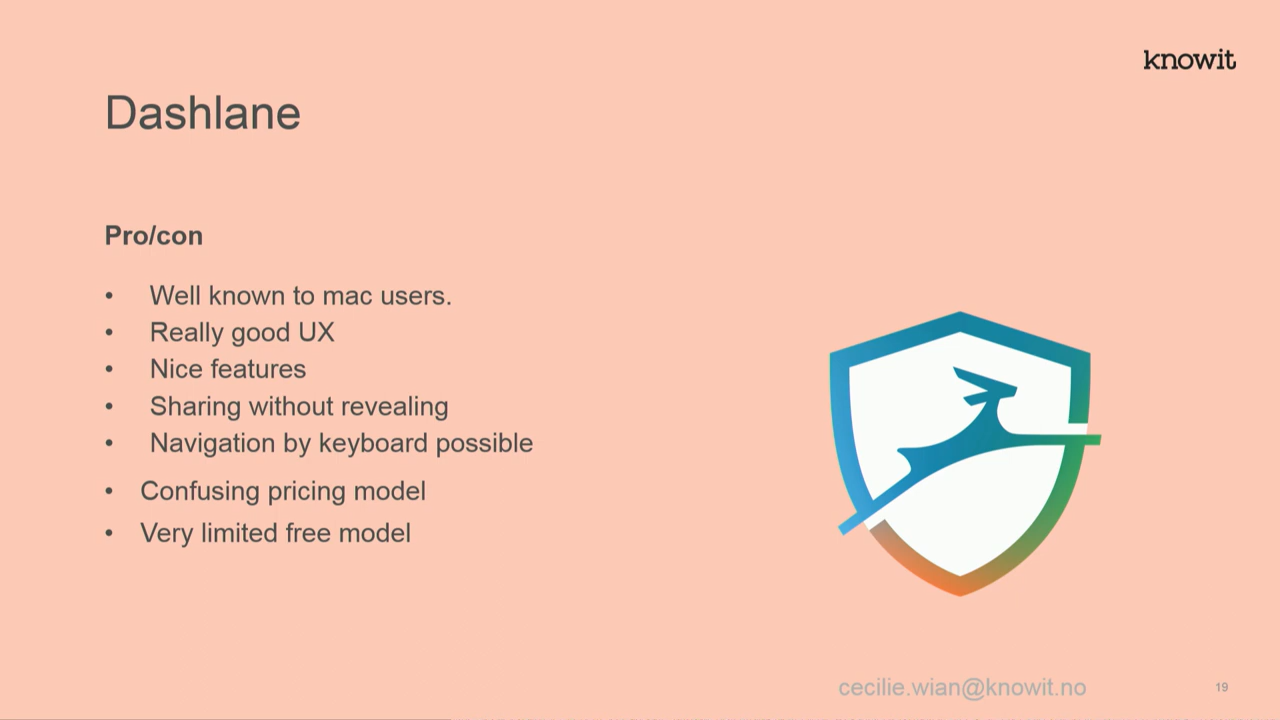 knowit
Dashlane
Pro/con
• Well known to mac users.
• Really good UX
• Nice features
• Sharing without revealing
• Navigation by keyboard possible
• Confusing pricing model
• Very limited free model
cecilie.wian@knowit.no
19